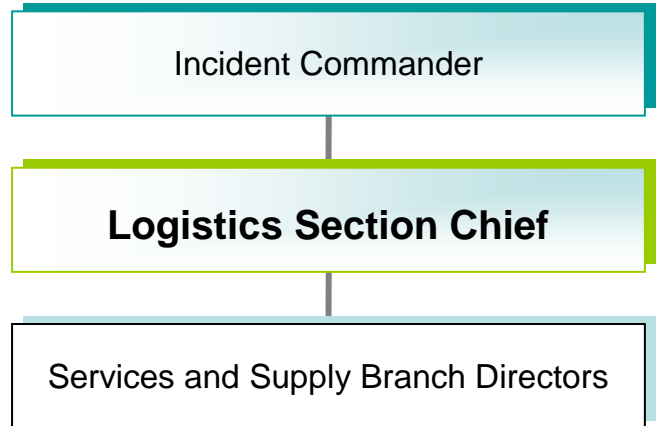 Incident Commander
Logistics Section Chief
Services and Supply Branch Directors